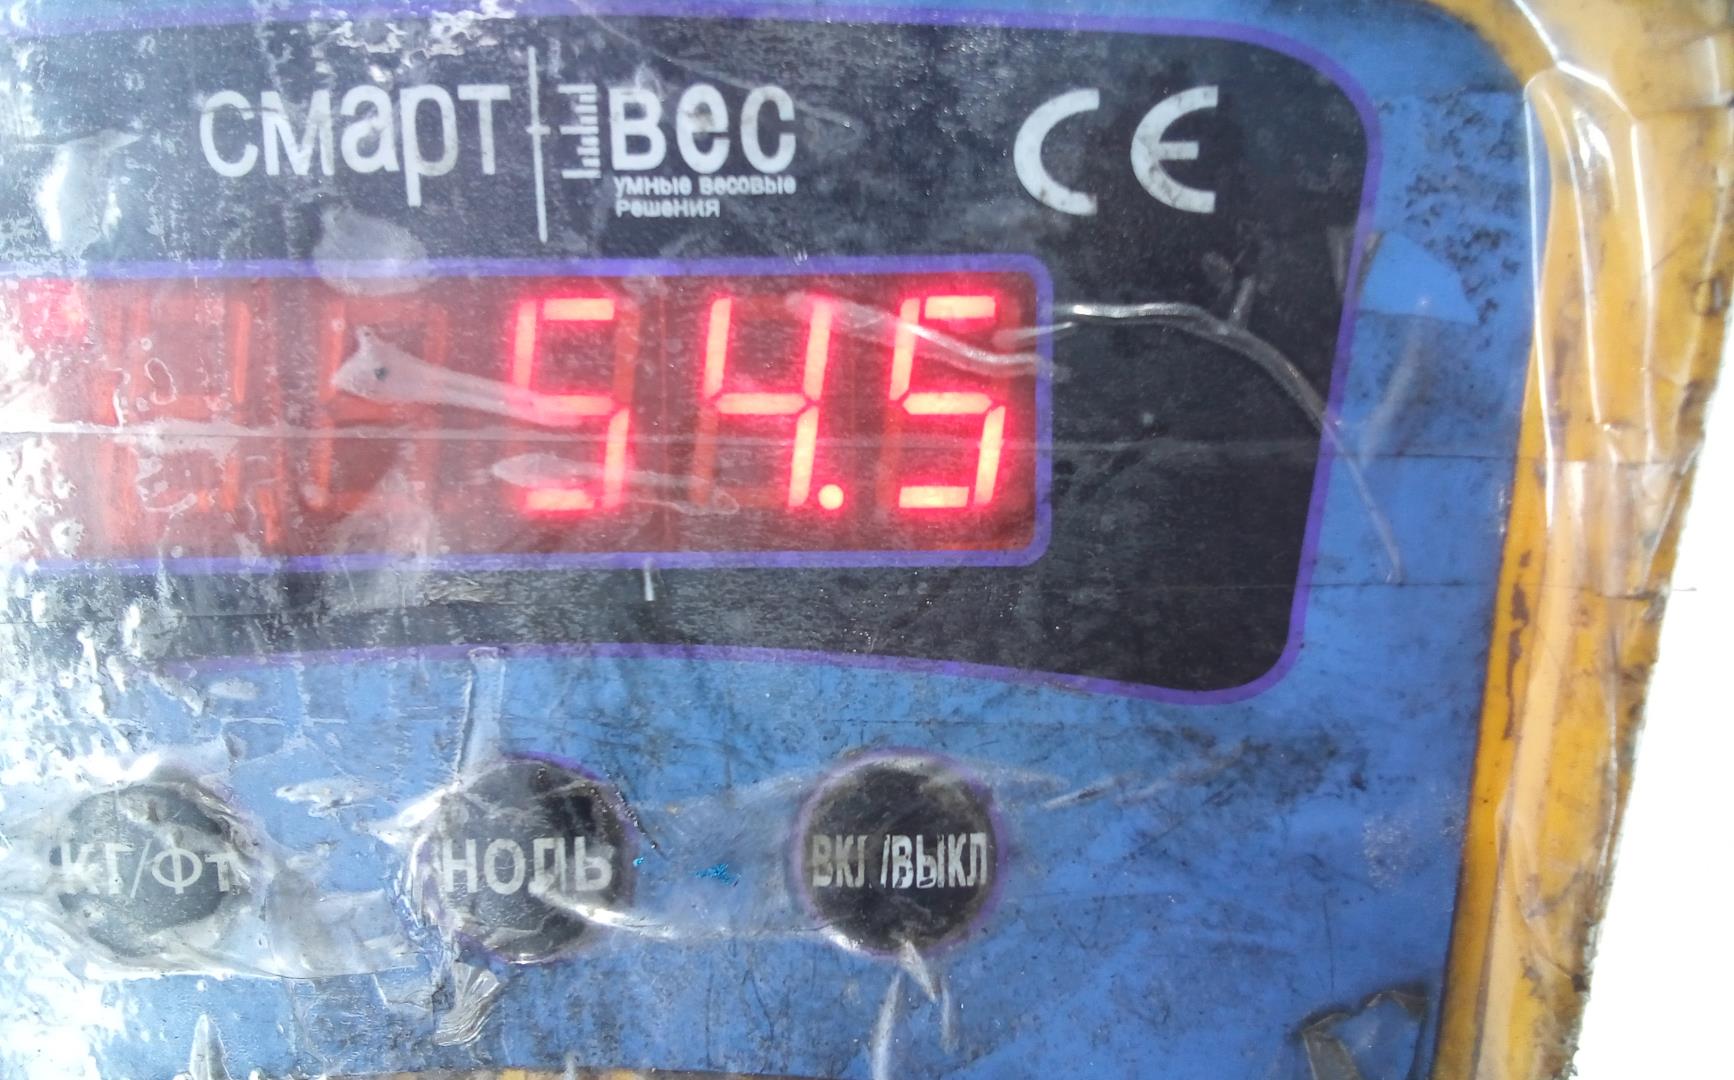 смарт вес
умные весовые
решения
CE
54.5
КГ/Фт
НОЛЬ
ВКЛ/ВЫКЛ